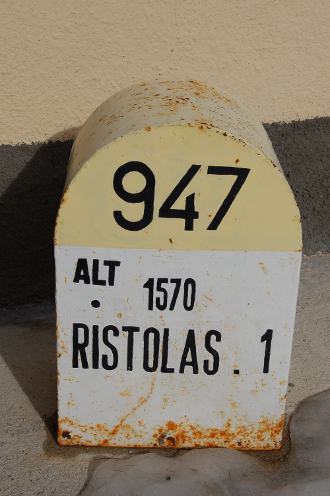 947
ALT. 1570
RISTOLAS . 1